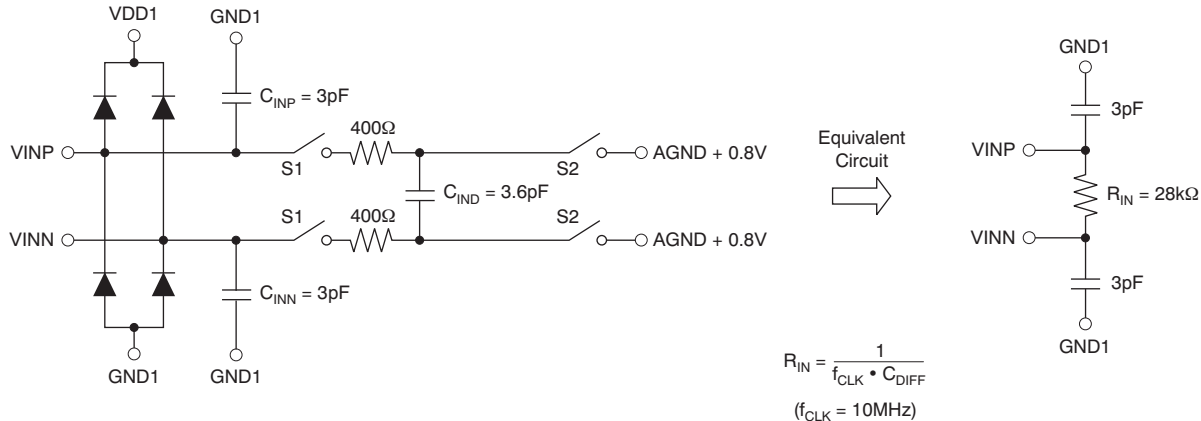 VDD1
GND1
C_INP = 3pF
400Ω
VINP
S1
S2
AGND + 0.8V
C_IND = 3.6pF
400Ω
S1
S2
VINN
AGND + 0.8V
C_INN = 3pF
GND1
GND1
Equivalent
Circuit
GND1
3pF
VINP
R_IN = 28kΩ
VINN
3pF
GND1
R_IN = 1
f_CLK • C_DIFF
(f_CLK = 10MHz)